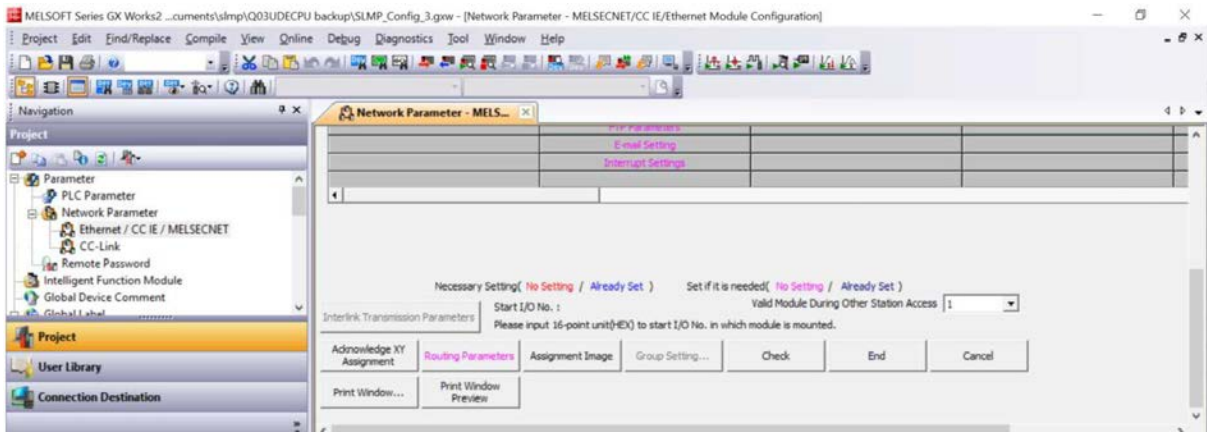 MELSOFT Series GX Works2 ...cuments\slmp\Q03UDECPU backup\SLMP_Config_3.gxw - [Network Parameter - MELSECNET/CC IE/Ethernet Module Configuration]
Project Edit Find/Replace Compile View Online Debug Diagnostics Tool Window Help
Navigation
Network Parameter - MELS...
Project
Parameter
PLC Parameter
Network Parameter
Ethernet / CC IE / MELSECNET
CC-Link
Remote Password
Intelligent Function Module
Global Device Comment
Global Label
Project
User Library
Connection Destination
FTP Parameters
E-mail Setting
Interrupt Settings
Necessary Setting( No Setting / Already Set ) Set if it is needed( No Setting / Already Set )
Interlink Transmission Parameters
Start I/O No. :
Valid Module During Other Station Access 1
Please input 16-point unit(HEX) to start I/O No. in which module is mounted.
Acknowledge XY Assignment
Routing Parameters
Assignment Image
Group Setting...
Check
End
Cancel
Print Window...
Print Window Preview